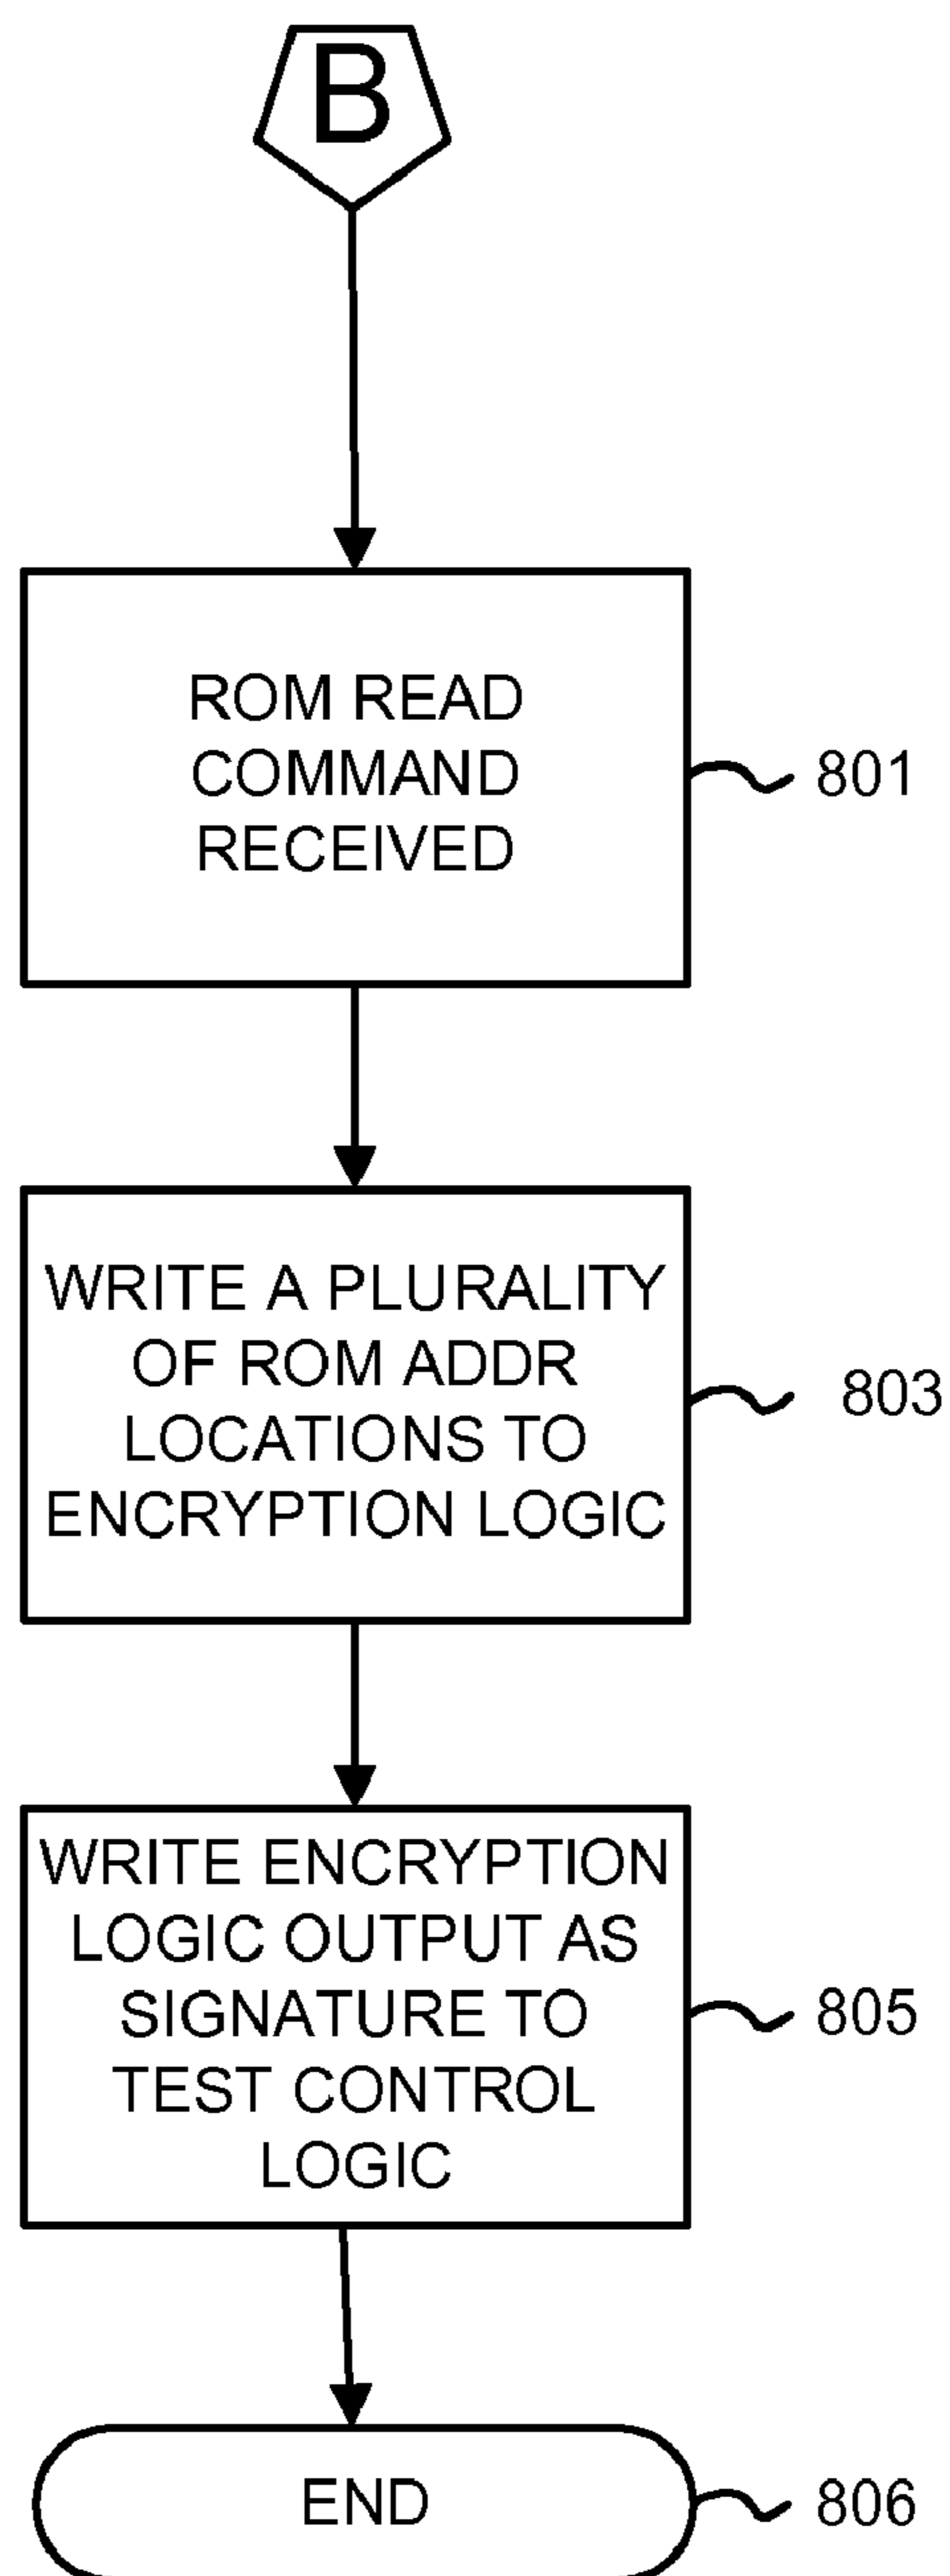 B
ROM READ
COMMAND
RECEIVED
801
WRITE A PLURALITY
OF ROM ADDR
LOCATIONS TO
ENCRYPTION LOGIC
803
WRITE ENCRYPTION
LOGIC OUTPUT AS
SIGNATURE TO
TEST CONTROL
LOGIC
805
END
806